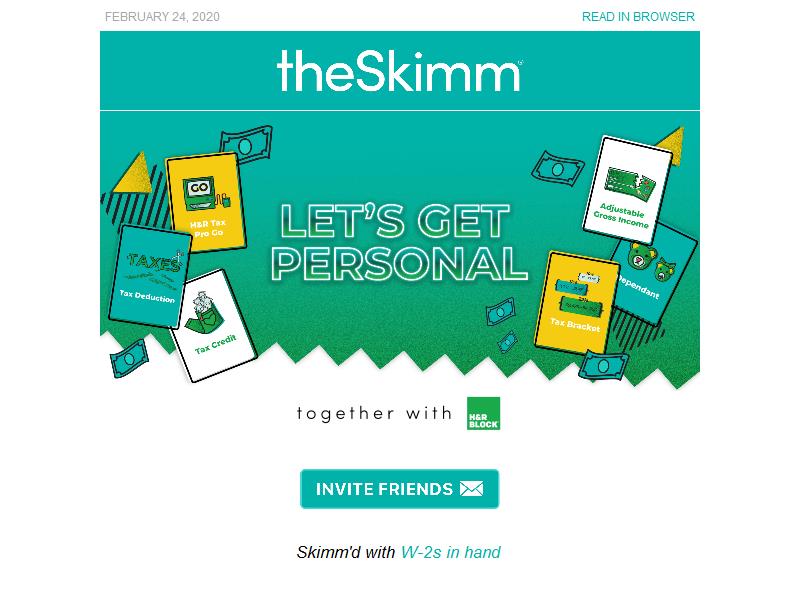 FEBRUARY 24, 2020
READ IN BROWSER
theSkimm
LET'S GET
PERSONAL
GO
H&R Tax
Pro Go
TAXES
Tax Deduction
Tax Credit
Adjustable
Gross Income
Dependant
Tax Bracket
together with
H&R
BLOCK
INVITE FRIENDS
Skimm'd with W-2s in hand